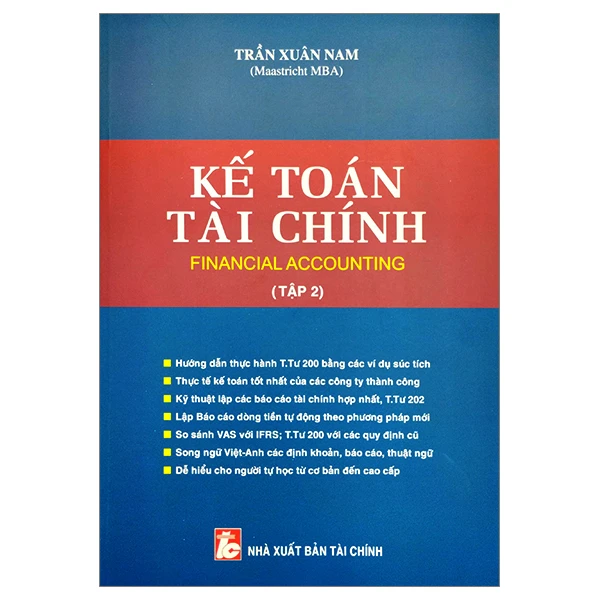 TRẦN XUÂN NAM
(Maastricht MBA)
KẾ TOÁN
TÀI CHÍNH
FINANCIAL ACCOUNTING
(TẬP 2)
Hướng dẫn thực hành T.Tư 200 bằng các ví dụ súc tích
Thực tế kế toán tốt nhất của các công ty thành công
Kỹ thuật lập các báo cáo tài chính hợp nhất, T.Tư 202
Lập Báo cáo dòng tiền tự động theo phương pháp mới
So sánh VAS với IFRS; T.Tư 200 với các quy định cũ
Song ngữ Việt-Anh các định khoản, báo cáo, thuật ngữ
Dễ hiểu cho người tự học từ cơ bản đến cao cấp
tc NHÀ XUẤT BẢN TÀI CHÍNH